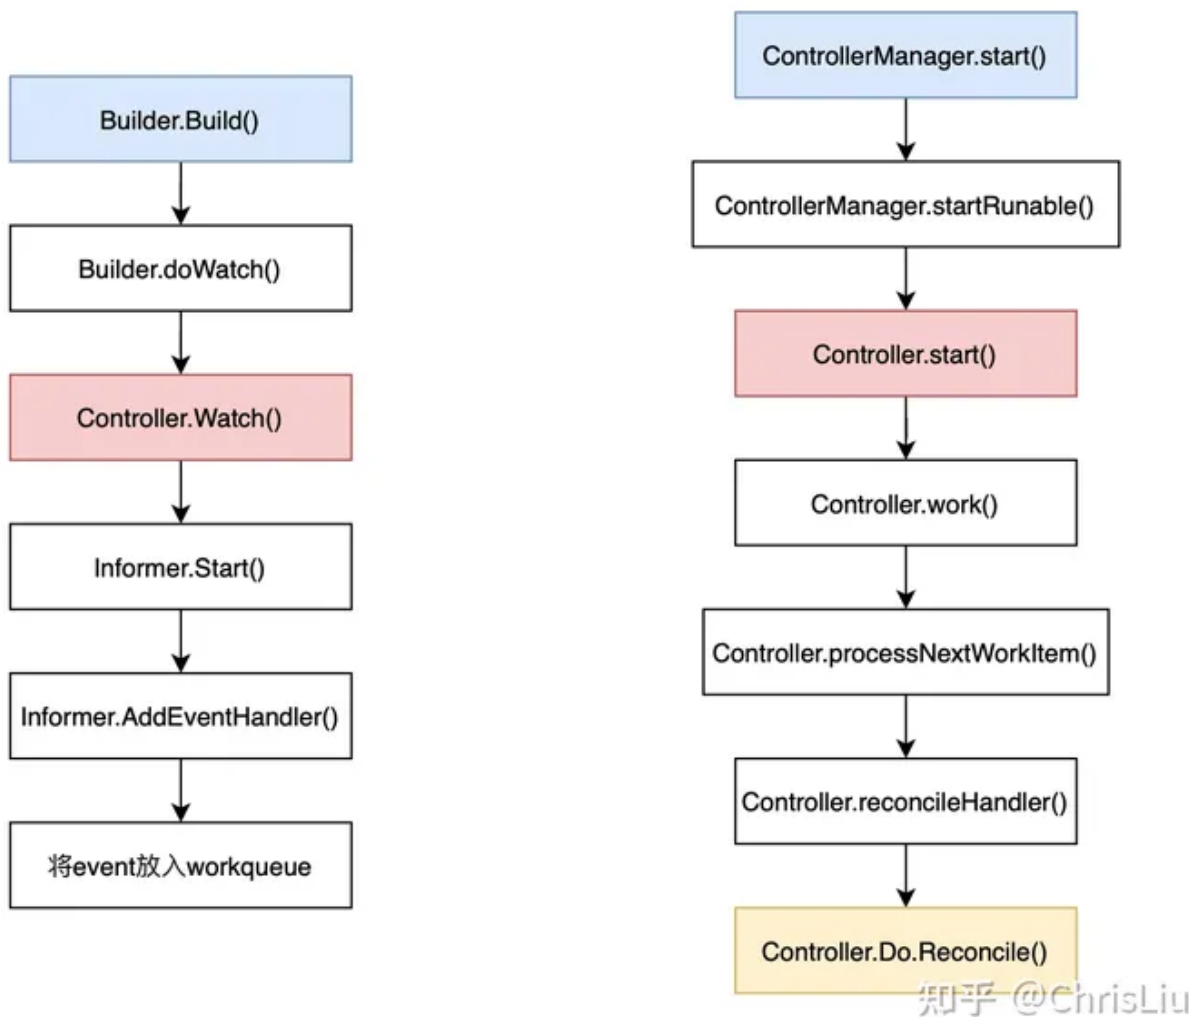 Builder.Build()
Builder.doWatch()
Controller.Watch()
Informer.Start()
Informer.AddEventHandler()
将event放入workqueue
ControllerManager.start()
ControllerManager.startRunable()
Controller.start()
Controller.work()
Controller.processNextWorkItem()
Controller.reconcileHandler()
Controller.Do.Reconcile()
知乎 @ChrisLiu